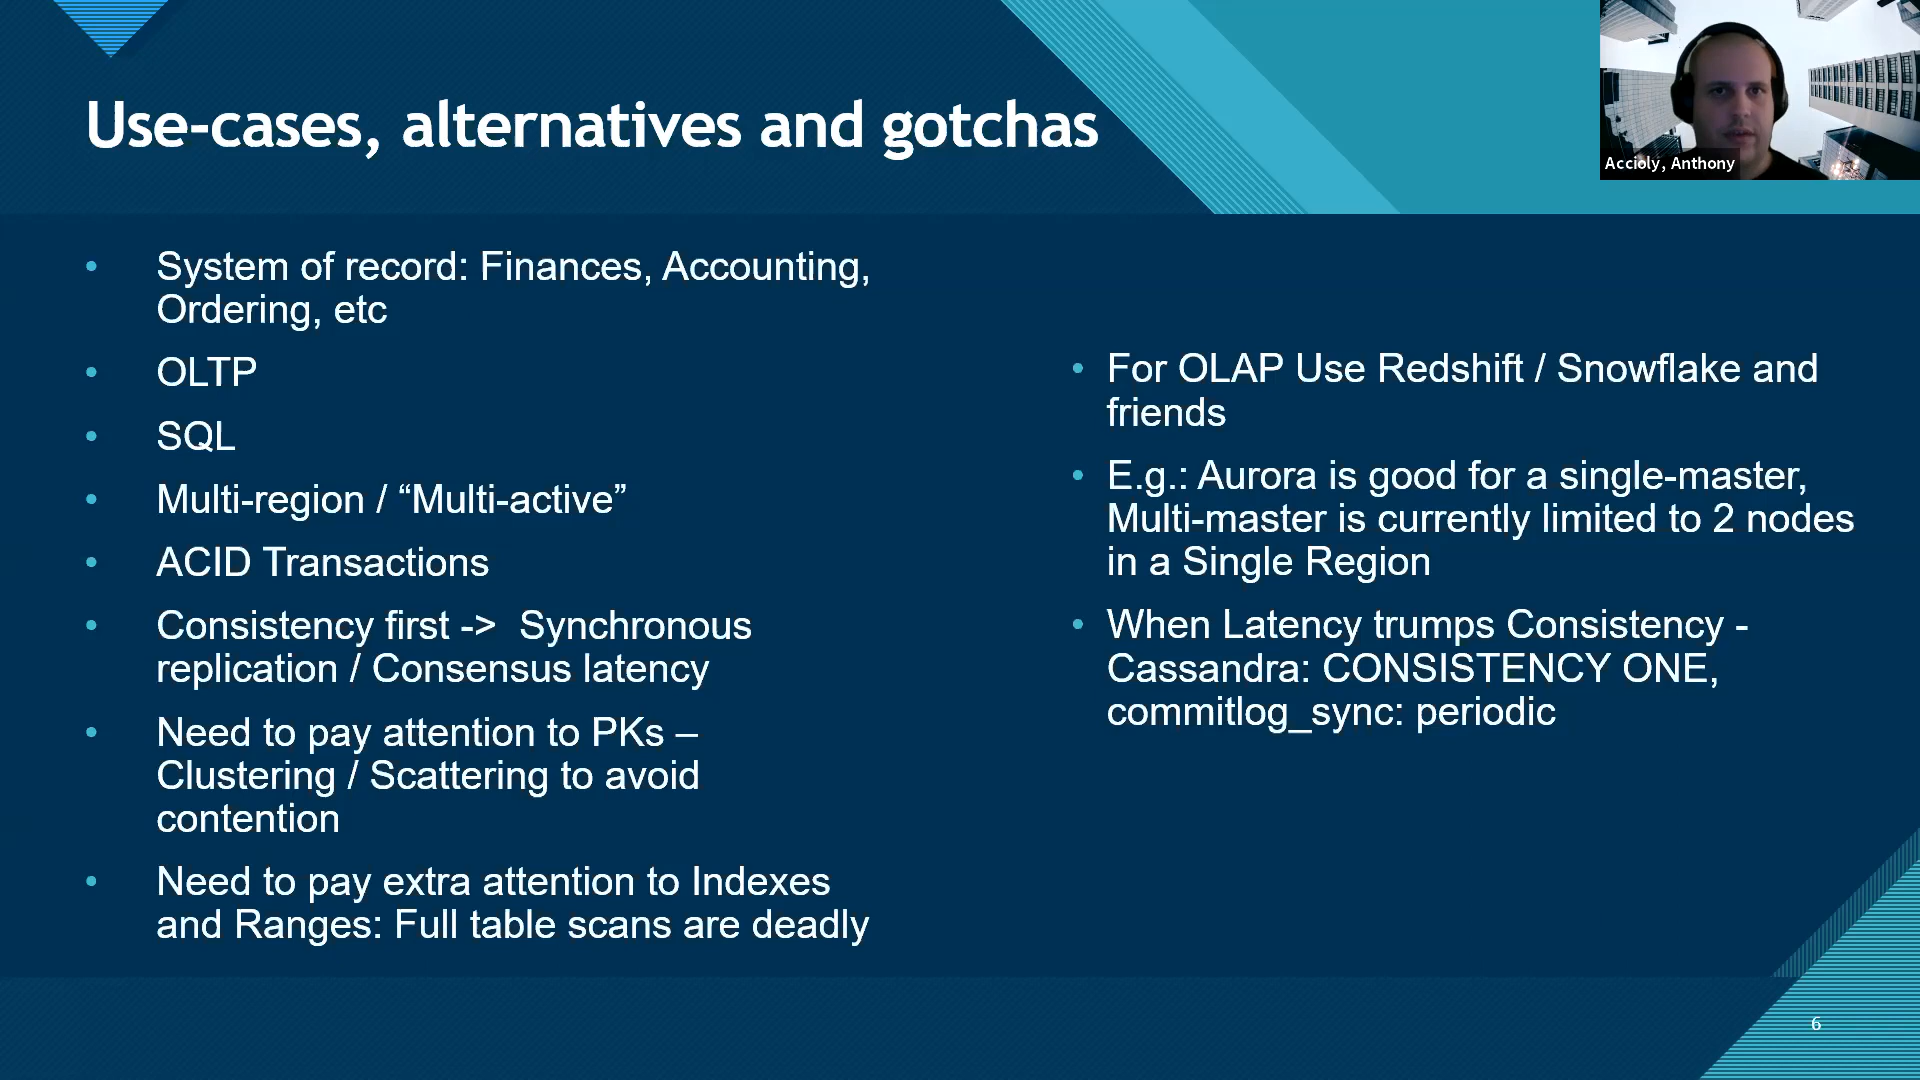 Use-cases, alternatives and gotchas
Accioly, Anthony
• System of record: Finances, Accounting,
Ordering, etc
• OLTP
• SQL
• Multi-region / “Multi-active”
• ACID Transactions
• Consistency first -> Synchronous
replication / Consensus latency
• Need to pay attention to PKs –
Clustering / Scattering to avoid
contention
• Need to pay extra attention to Indexes
and Ranges: Full table scans are deadly
• For OLAP Use Redshift / Snowflake and
friends
• E.g.: Aurora is good for a single-master,
Multi-master is currently limited to 2 nodes
in a Single Region
• When Latency trumps Consistency -
Cassandra: CONSISTENCY ONE,
commitlog_sync: periodic
6